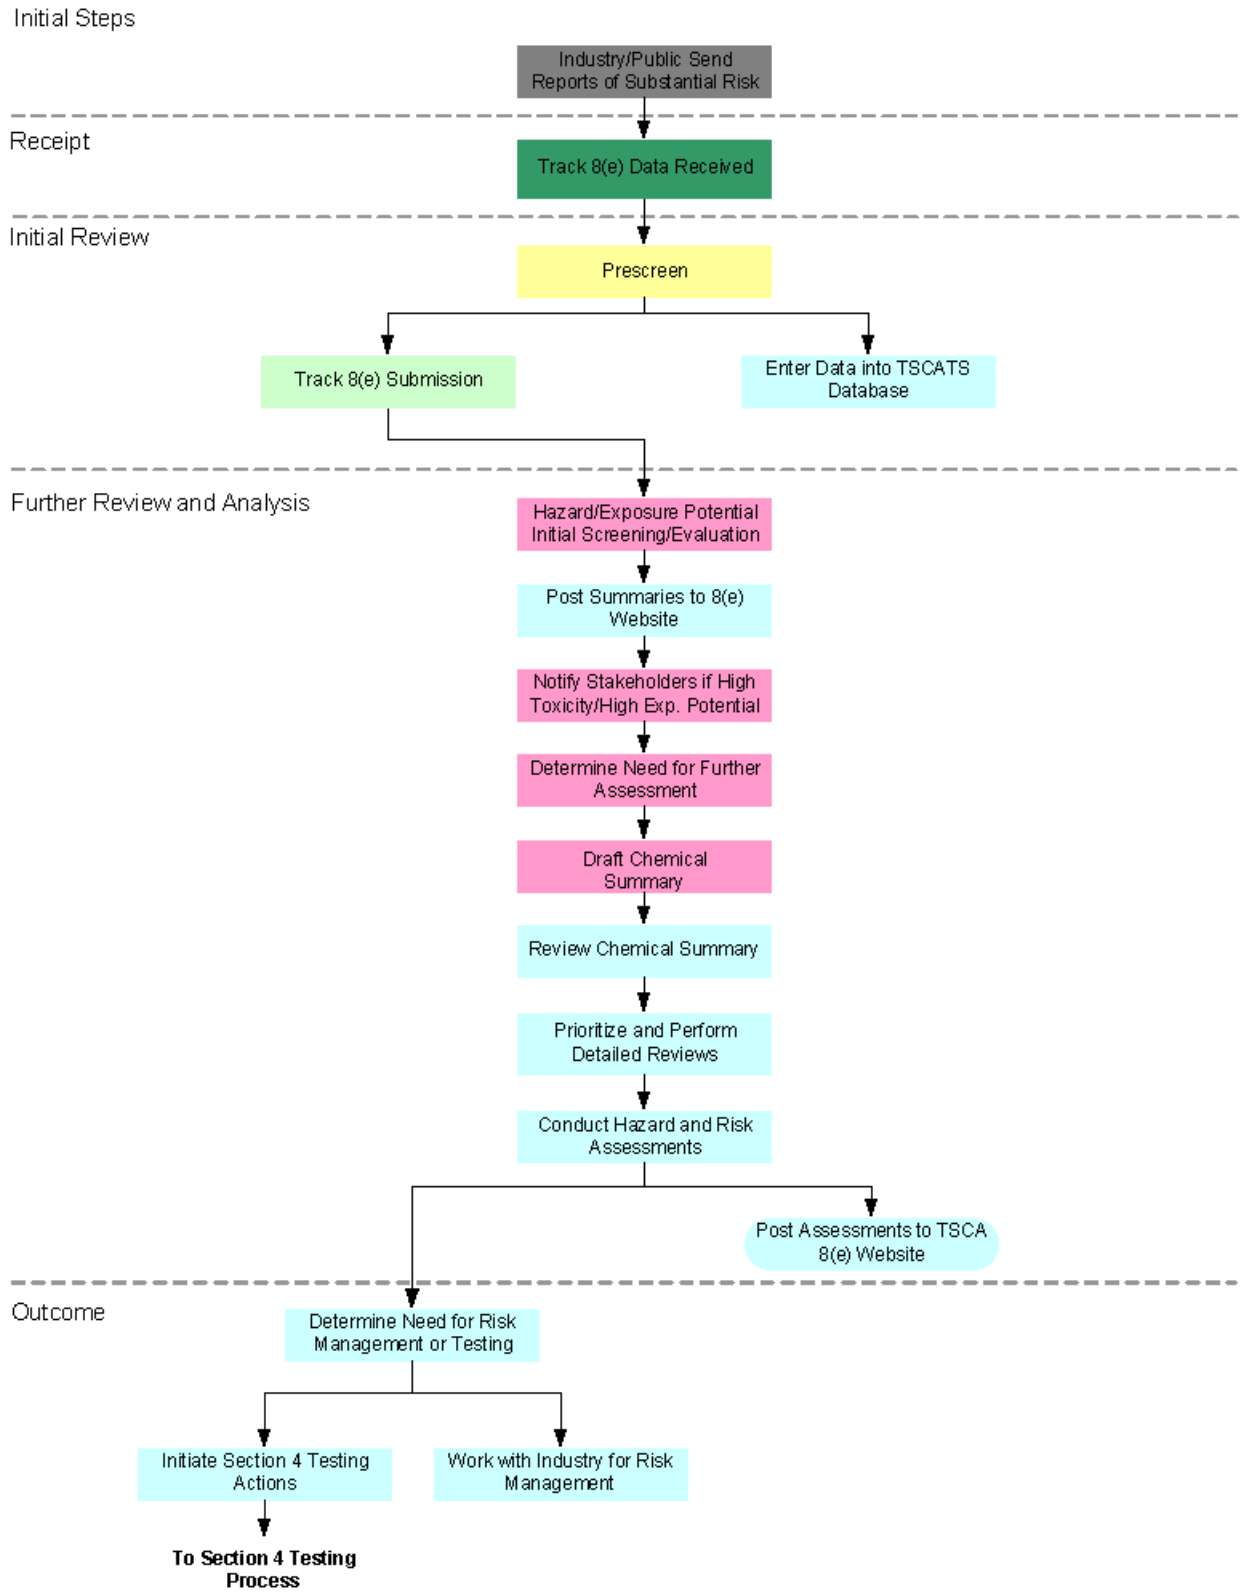 Initial Steps
Industry/Public Send
Reports of Substantial Risk
Receipt
Track 8(e) Data Received
Initial Review
Prescreen
Track 8(e) Submission
Enter Data into TSCATS
Database
Further Review and Analysis
Hazard/Exposure Potential
Initial Screening/Evaluation
Post Summaries to 8(e)
Website
Notify Stakeholders if High
Toxicity/High Exp. Potential
Determine Need for Further
Assessment
Draft Chemical
Summary
Review Chemical Summary
Prioritize and Perform
Detailed Reviews
Conduct Hazard and Risk
Assessments
Post Assessments to TSCA
8(e) Website
Outcome
Determine Need for Risk
Management or Testing
Initiate Section 4 Testing
Actions
Work with Industry for Risk
Management
To Section 4 Testing
Process